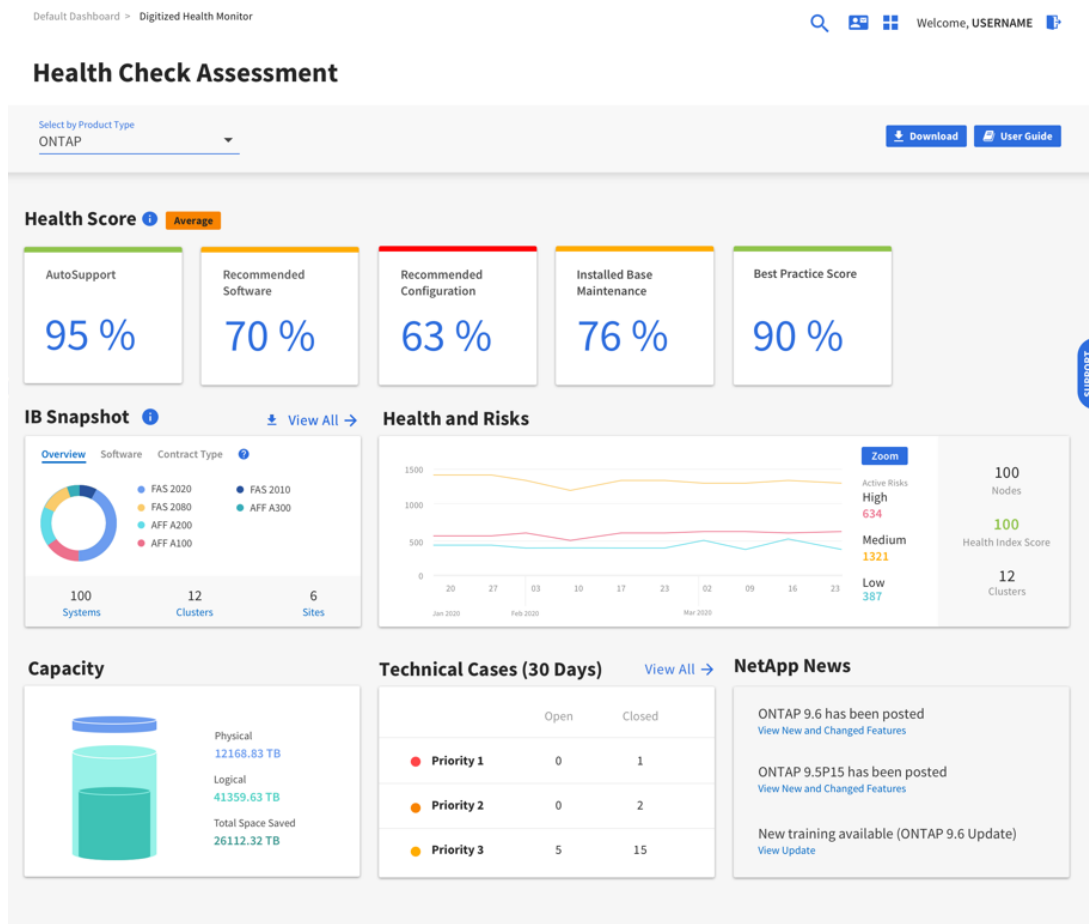 Default Dashboard > Digitized Health Monitor
Welcome, USERNAME
Health Check Assessment
Select by Product Type
ONTAP
Download
User Guide
Health Score
Average
AutoSupport
95 %
Recommended
Software
70 %
Recommended
Configuration
63 %
Installed Base
Maintenance
76 %
Best Practice Score
90 %
SUPPORT
IB Snapshot
View All
Overview Software Contract Type
FAS 2020
FAS 2010
FAS 2080
AFF A300
AFF A200
AFF A100
100 12 6
Systems Clusters Sites
Health and Risks
1500
1000
500
0
20 27 03 10 17 23 02 09 16 23
Jan 2020 Feb 2020 Mar 2020
Zoom
Active Risks
High
634
Medium
1321
Low
387
100
Nodes
100
Health Index Score
12
Clusters
Capacity
Physical
12168.83 TB
Logical
41359.63 TB
Total Space Saved
26112.32 TB
Technical Cases (30 Days)
View All
Open Closed
Priority 1 0 1
Priority 2 0 2
Priority 3 5 15
NetApp News
ONTAP 9.6 has been posted
View New and Changed Features
ONTAP 9.5P15 has been posted
View New and Changed Features
New training available (ONTAP 9.6 Update)
View Update